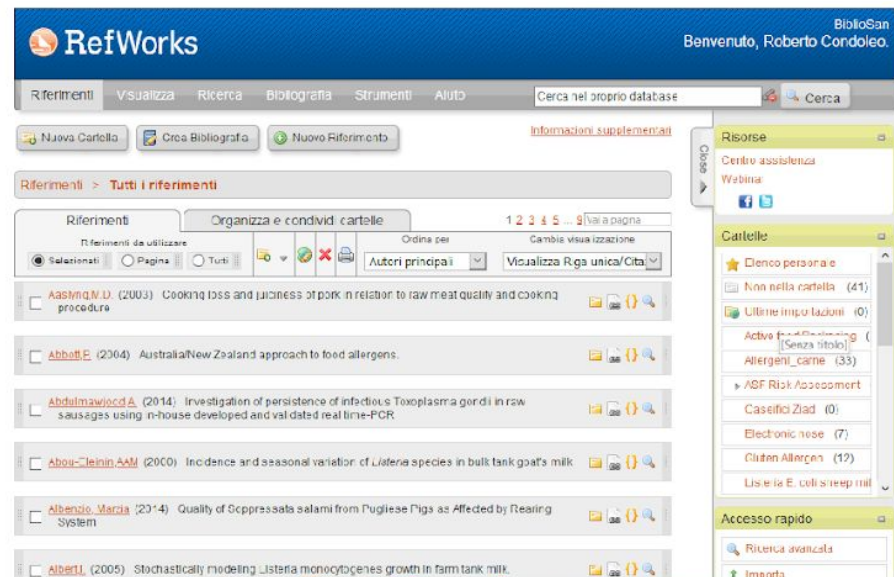 BiblioSan
RefWorks
Benvenuto, Roberto Condoleo.
Riferimenti Visualizza Ricerca Bibliografia Strumenti Aiuto
Cerca nel proprio database
Cerca
Nuova Cartella
Crea Bibliografia
Nuovo Riferimento
Informazioni supplementari
Close
Riferimenti > Tutti i riferimenti
Riferimenti
Organizza e condividi cartelle
1 2 3 4 5 ... 9 Vai a pagina
Riferimenti da utilizzare
Selezionati Pagina Tutti
Ordina per
Autori principali
Cambia visualizzazione
Visualizza Riga unica/Cita
Aaslyng,M.D. (2003) Cooking loss and juiciness of pork in relation to raw meat quality and cooking
procedure
Abbott,P. (2004) Australia/New Zealand approach to food allergens.
(2014) Investigation of persistence of infectious Toxoplasma gondii in raw
sausages using in-house developed and validated real time-PCR
(2000) Incidence and seasonal variation of Listeria species in bulk tank goat's milk
Albenzio, Marzia (2014) Quality of Soppressata salami from Pugliese Pigs as Affected by Rearing
System
Albert,I. (2005) Stochastically modeling Listeria monocytogenes growth in farm tank milk.
Risorse
Centro assistenza
Webinar
Cartelle
Elenco personale
Non nella cartella (41)
Ultime importazioni (0)
Active food Packaging (
[Senza titolo]
Allergeni_carne (33)
ASF Risk Assessment
Caseifici Ziad (0)
Electronic nose (7)
Gluten Allergen (12)
Listeria E. coli sheep mil
Accesso rapido
Ricerca avanzata
Importa